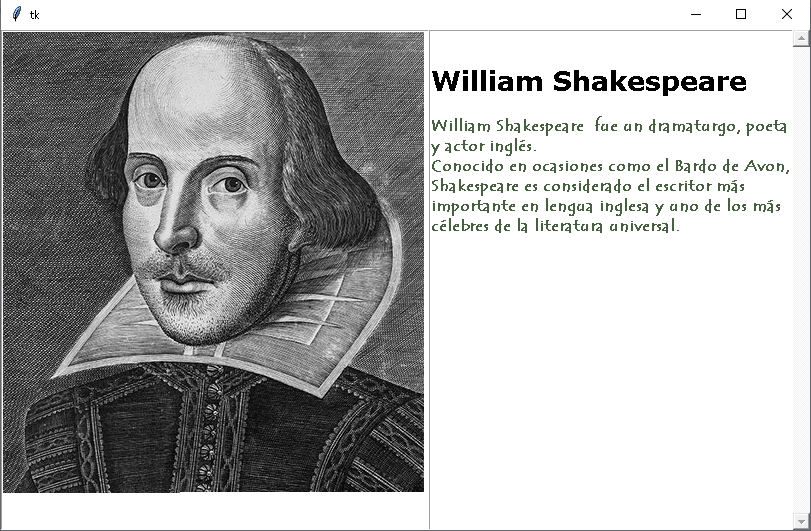 tk
William Shakespeare
William Shakespeare fue un dramaturgo, poeta
y actor inglés.
Conocido en ocasiones como el Bardo de Avon,
Shakespeare es considerado el escritor más
importante en lengua inglesa y uno de los más
célebres de la literatura universal.